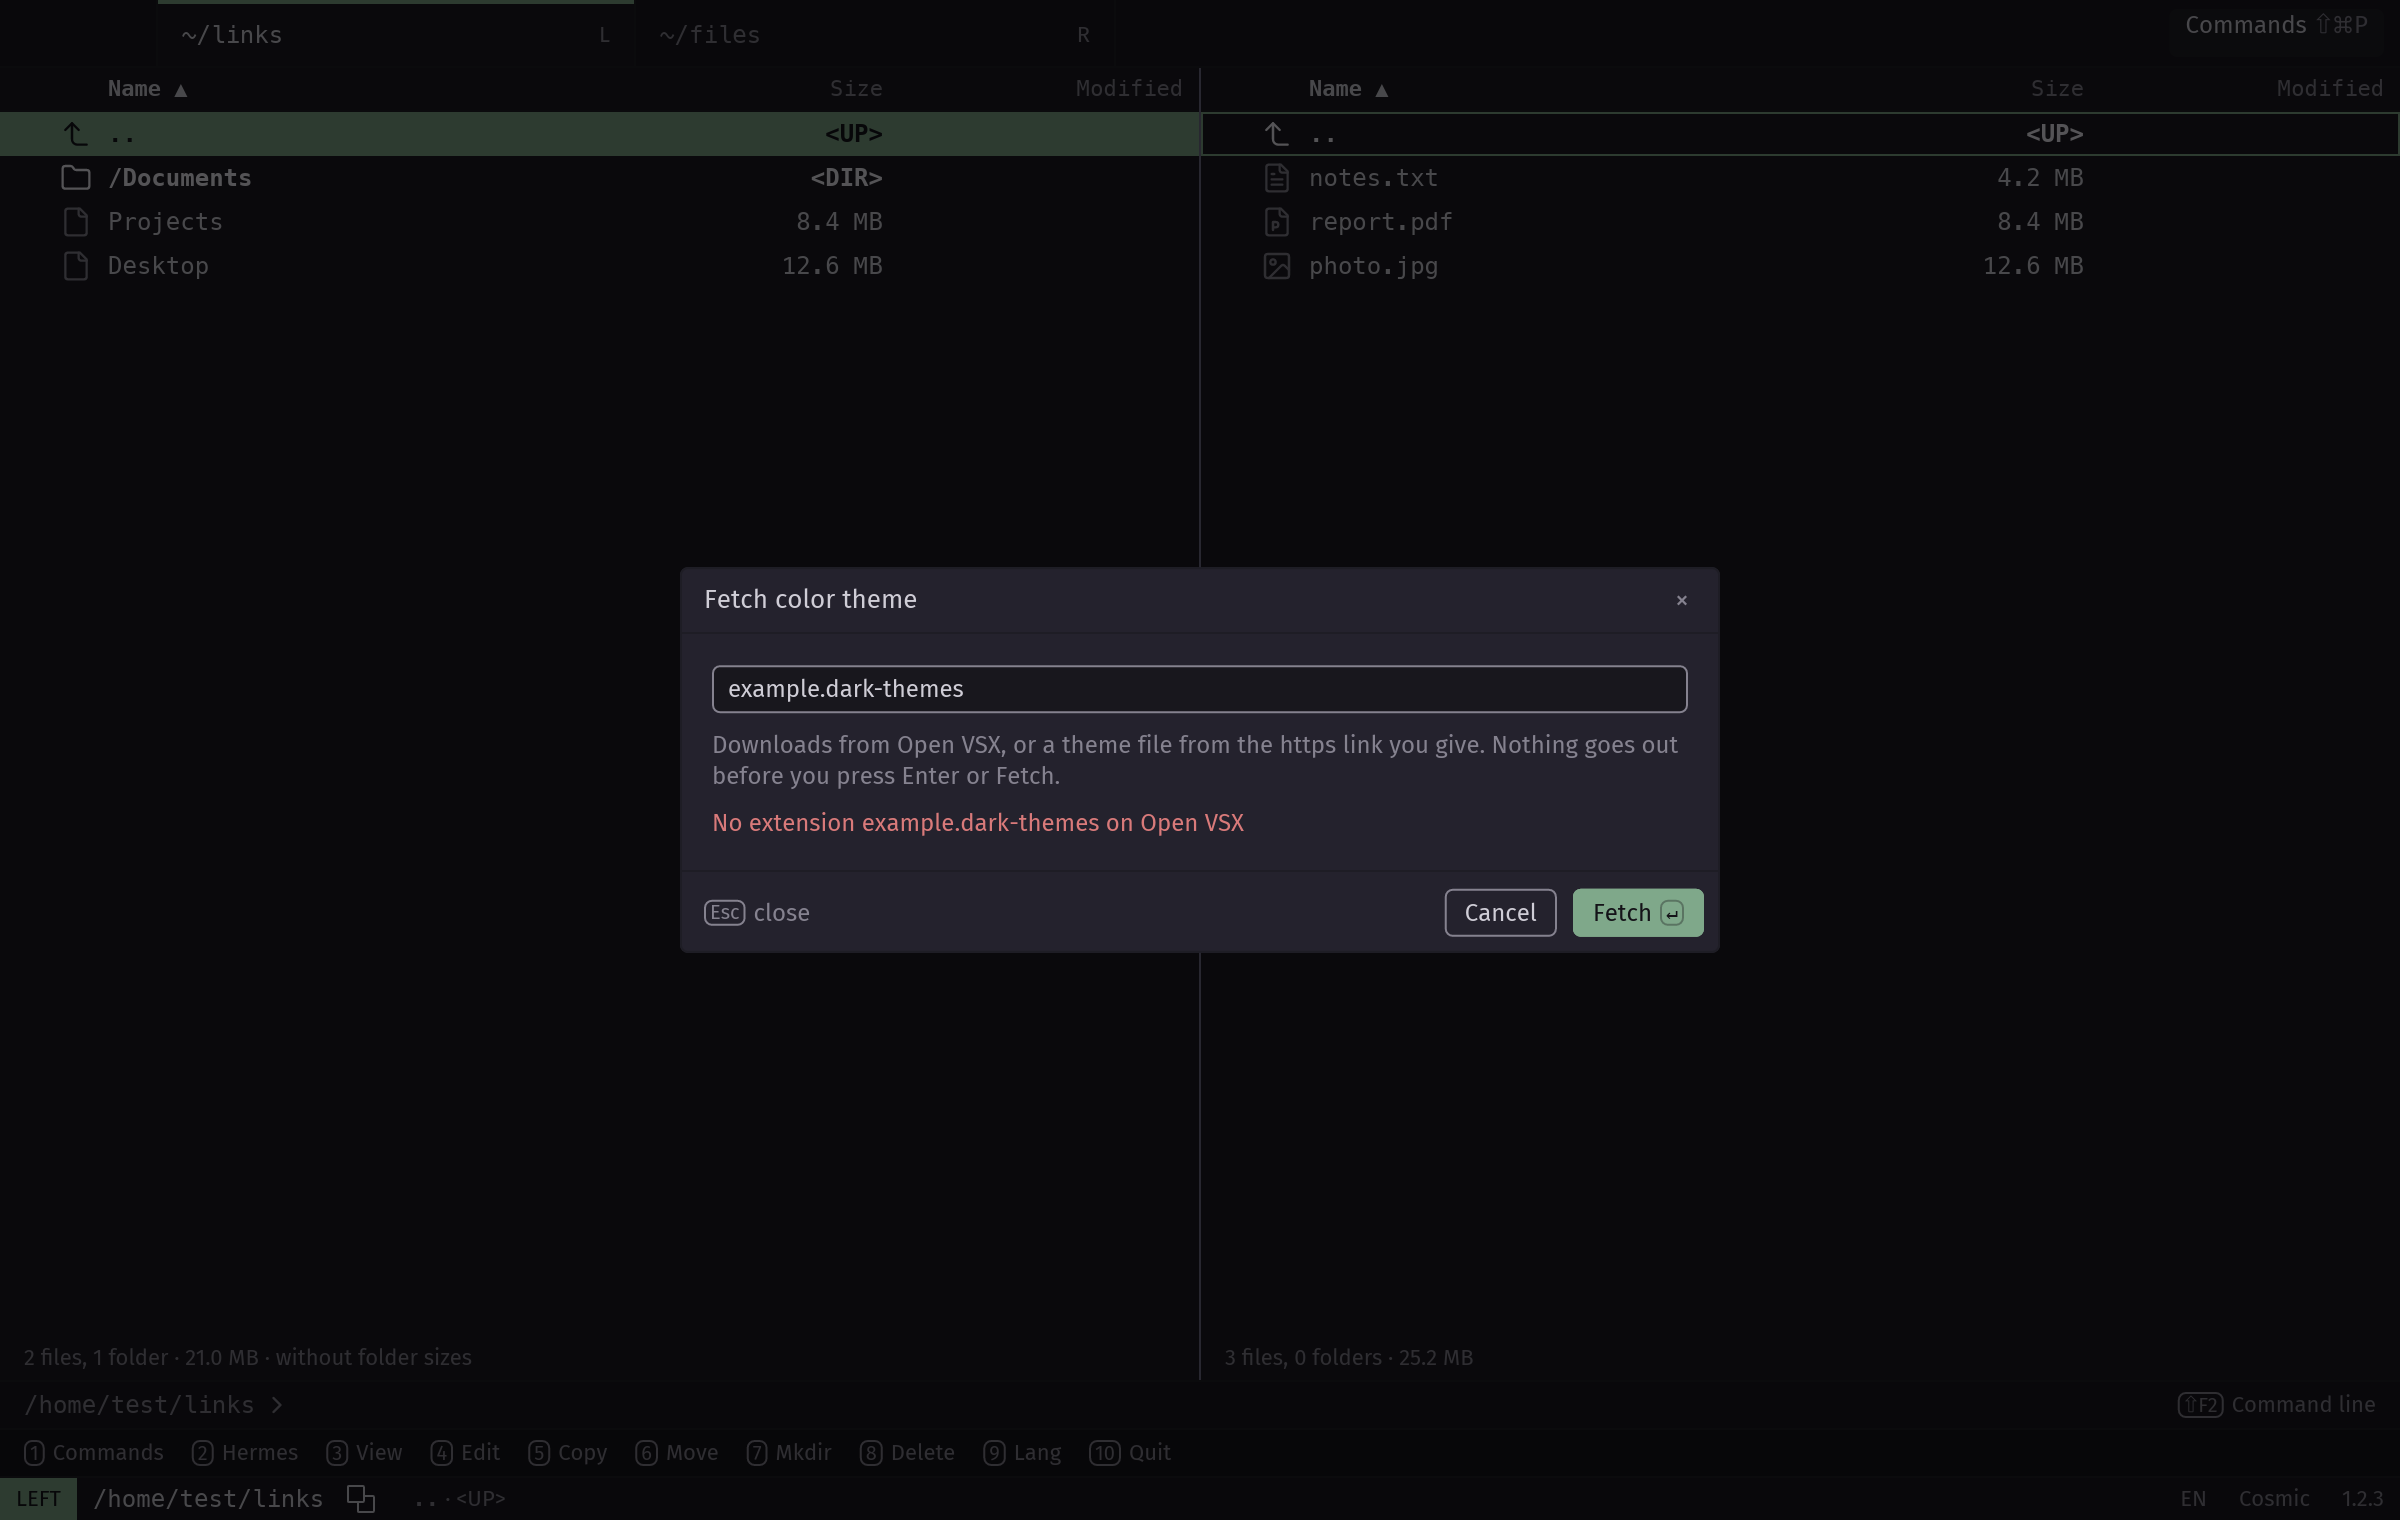 ~/links L ~/files R Commands ⇧⌘P
Name ▲ Size Modified Name ▲ Size Modified
.. <UP> .. <UP>
/Documents <DIR> notes.txt 4.2 MB
Projects 8.4 MB report.pdf 8.4 MB
Desktop 12.6 MB photo.jpg 12.6 MB
Fetch color theme ×
example.dark-themes
Downloads from Open VSX, or a theme file from the https link you give. Nothing goes out
before you press Enter or Fetch.
No extension example.dark-themes on Open VSX
Esc close Cancel Fetch ↵
2 files, 1 folder · 21.0 MB · without folder sizes 3 files, 0 folders · 25.2 MB
/home/test/links > ⇧F2 Command line
1 Commands 2 Hermes 3 View 4 Edit 5 Copy 6 Move 7 Mkdir 8 Delete 9 Lang 10 Quit
LEFT /home/test/links .. · <UP> EN Cosmic 1.2.3